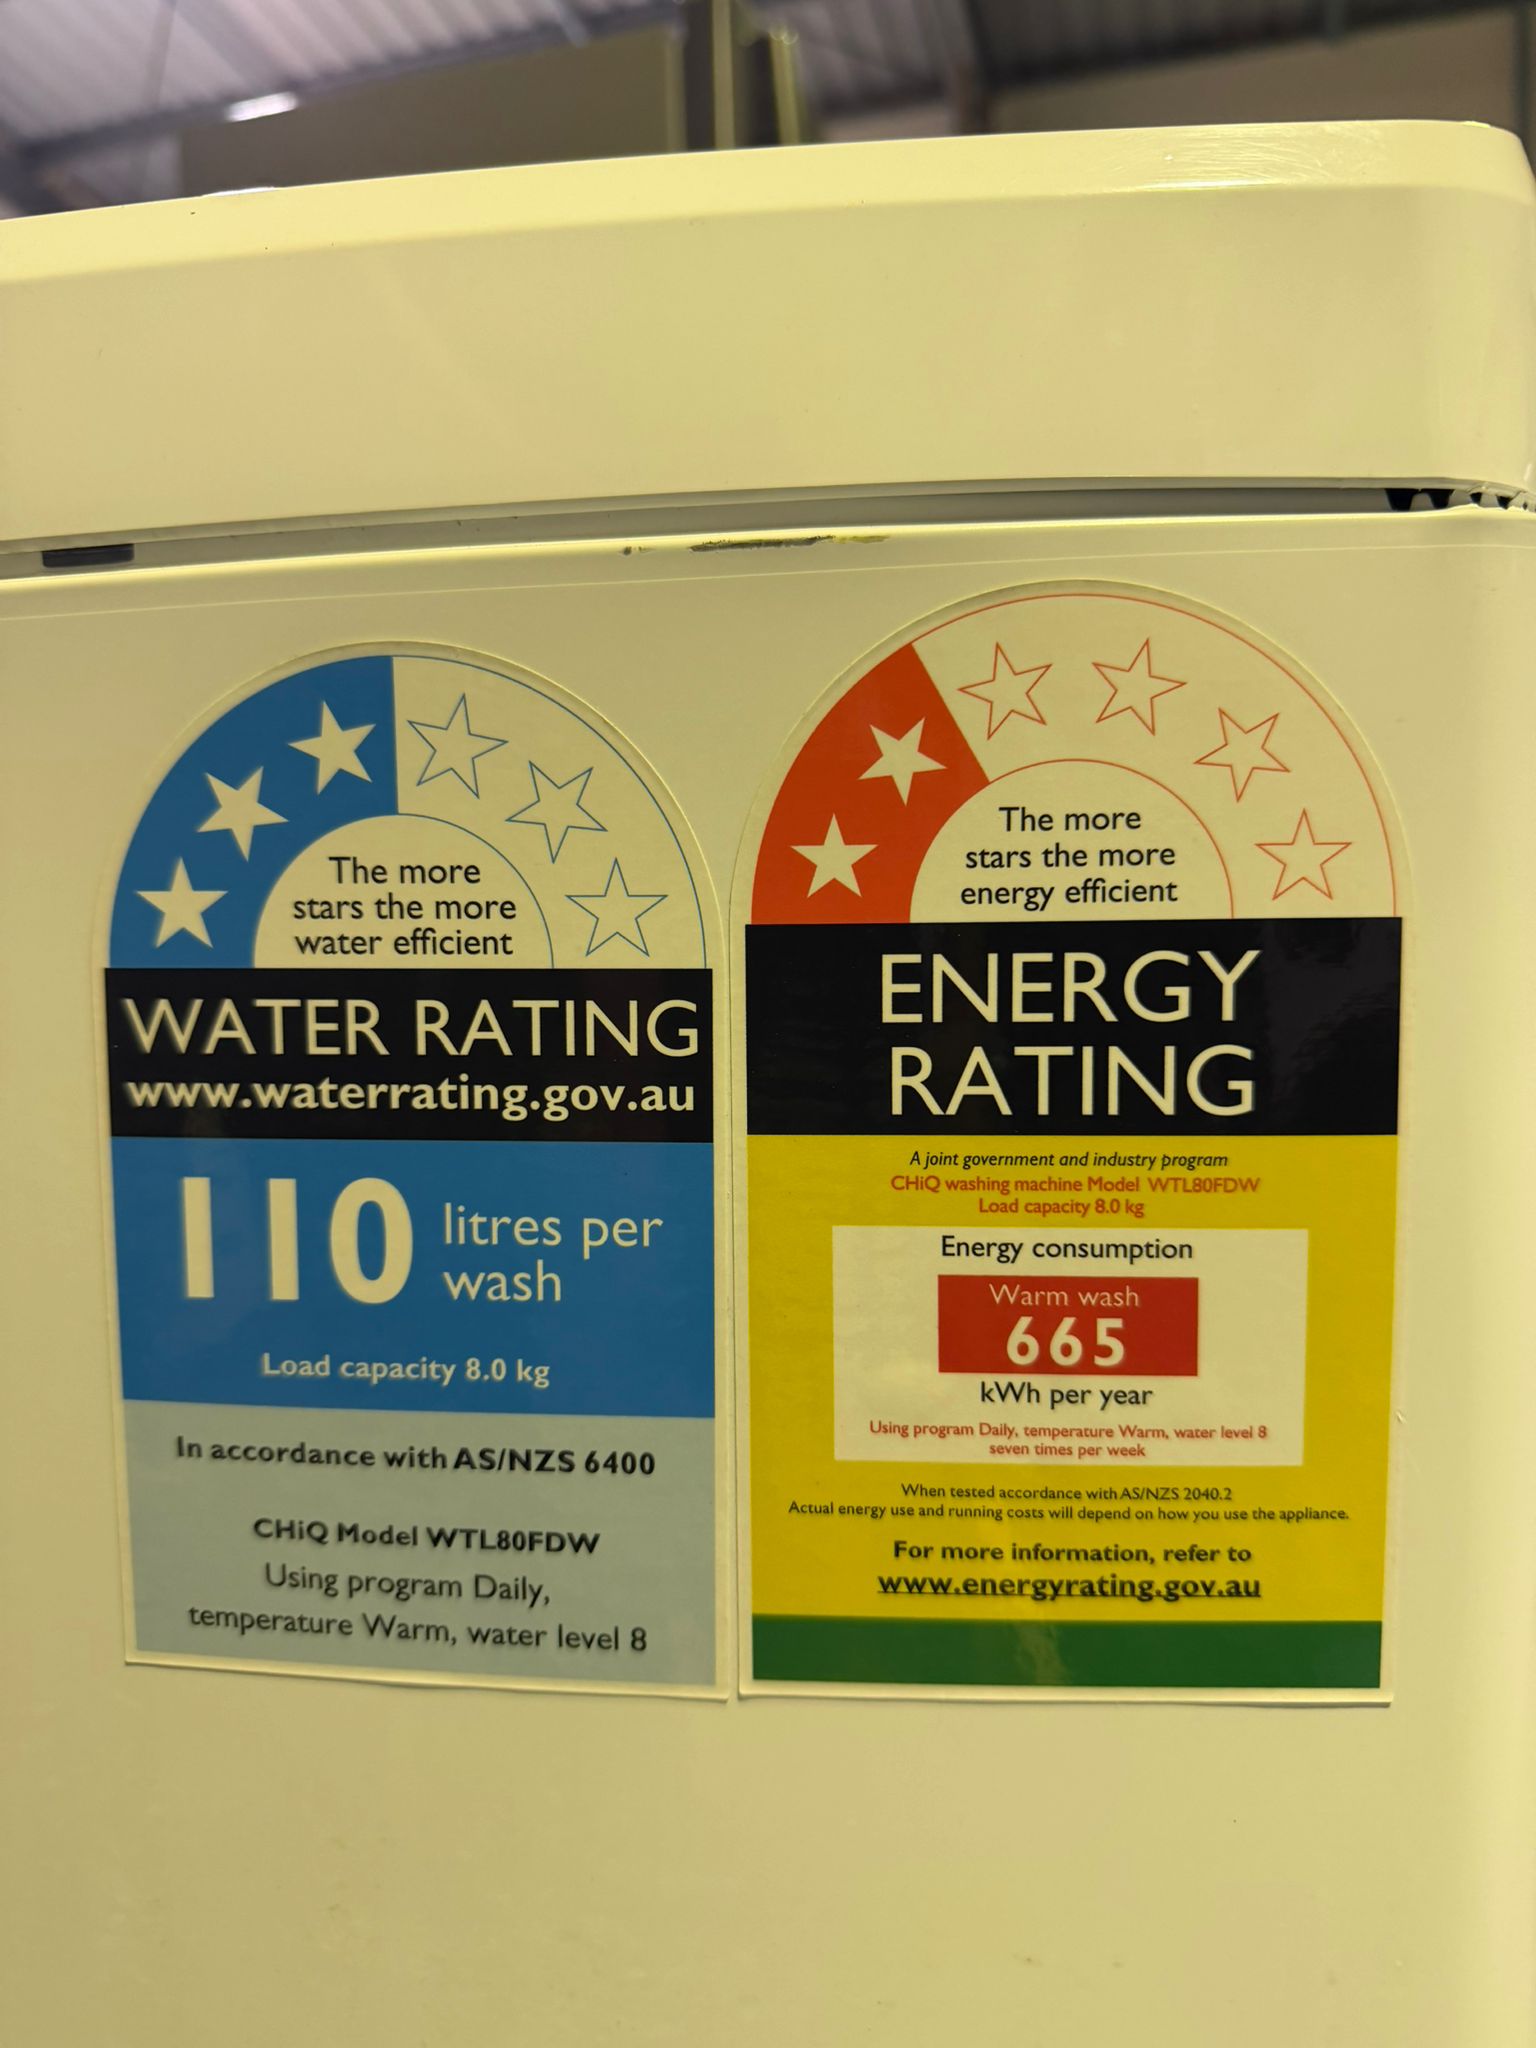 The more
stars the more
water efficient
WATER RATING
www.waterrating.gov.au
110 litres per
wash
Load capacity 8.0 kg
In accordance with AS/NZS 6400
CHiQ Model WTL80FDW
Using program Daily,
temperature Warm, water level 8
The more
stars the more
energy efficient
ENERGY
RATING
A joint government and industry program
CHiQ washing machine Model WTL80FDW
Load capacity 8.0 kg
Energy consumption
Warm wash
665
kWh per year
Using program Daily, temperature Warm, water level 8
seven times per week
When tested accordance with AS/NZS 2040.2
Actual energy use and running costs will depend on how you use the appliance.
For more information, refer to
www.energyrating.gov.au